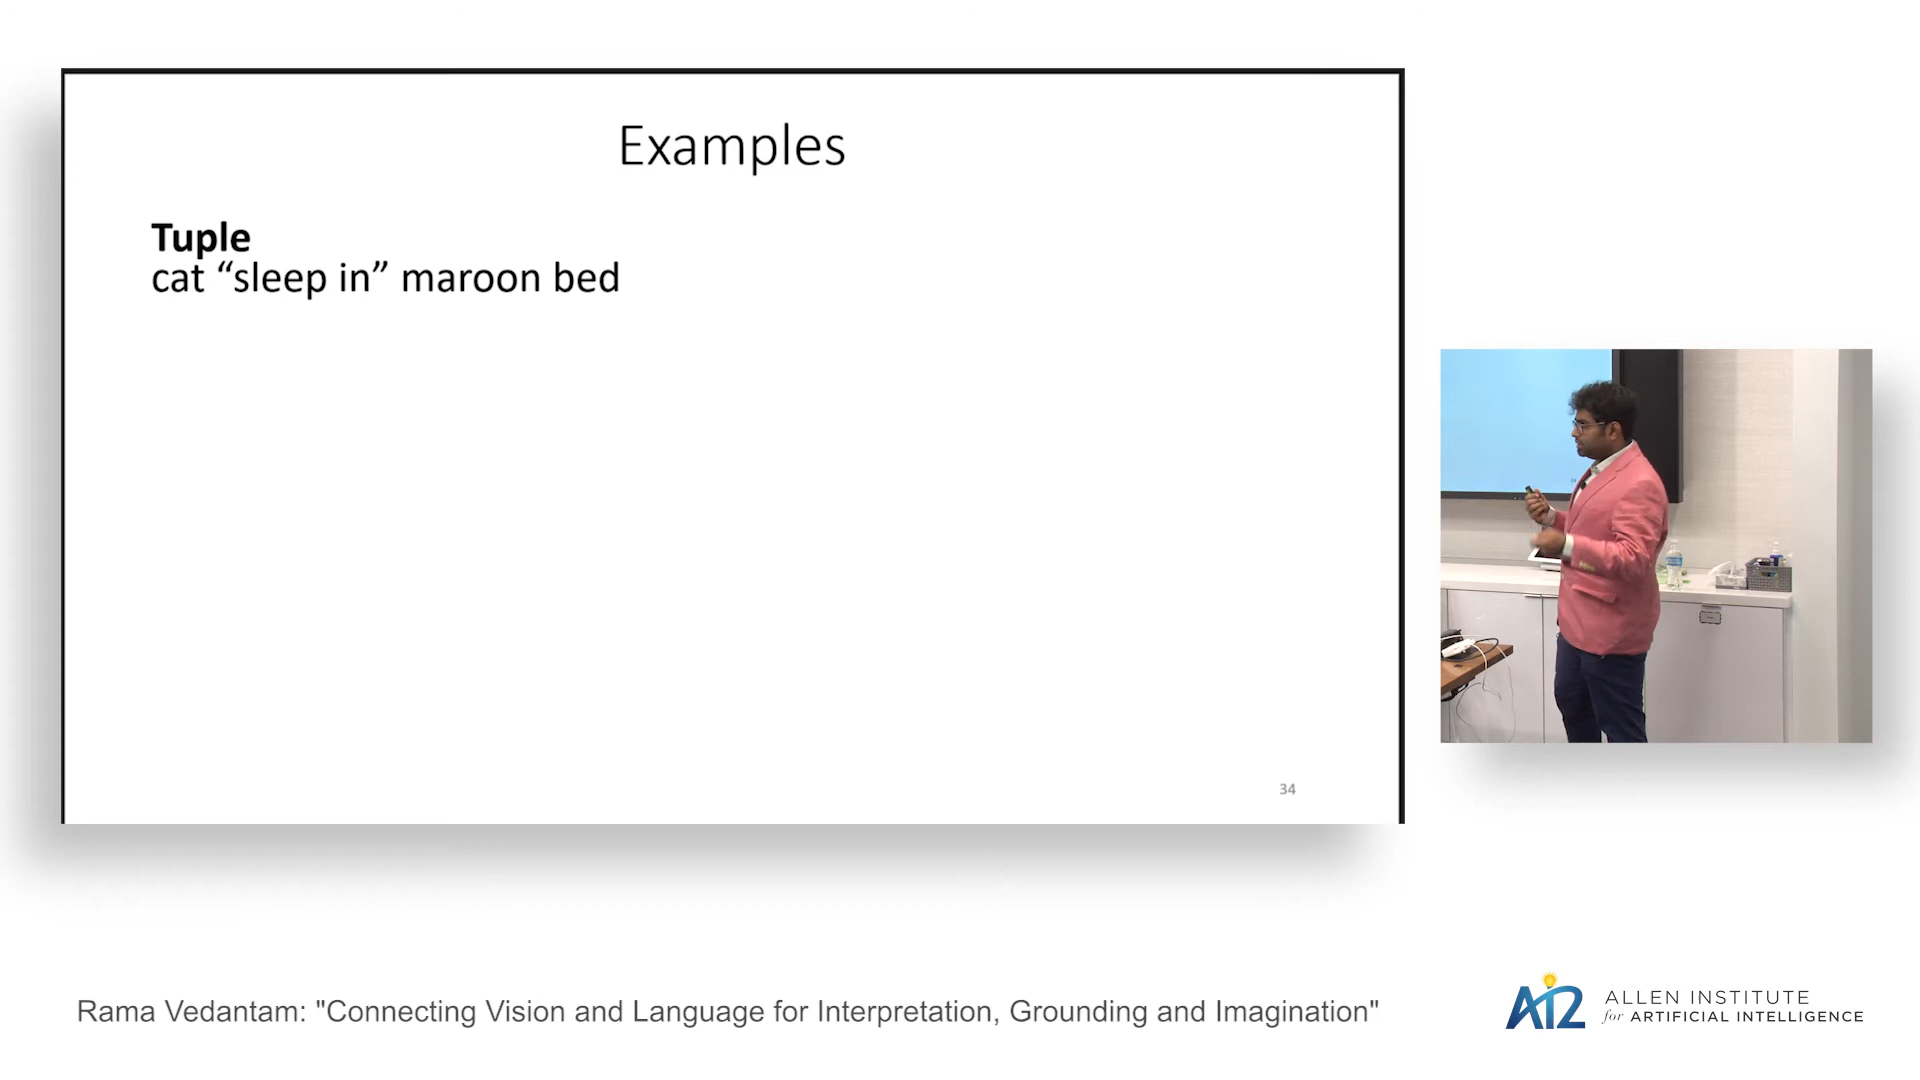 Examples
Tuple
cat “sleep in” maroon bed
34
Rama Vedantam: "Connecting Vision and Language for Interpretation, Grounding and Imagination"
AI2
ALLEN INSTITUTE
for ARTIFICIAL INTELLIGENCE